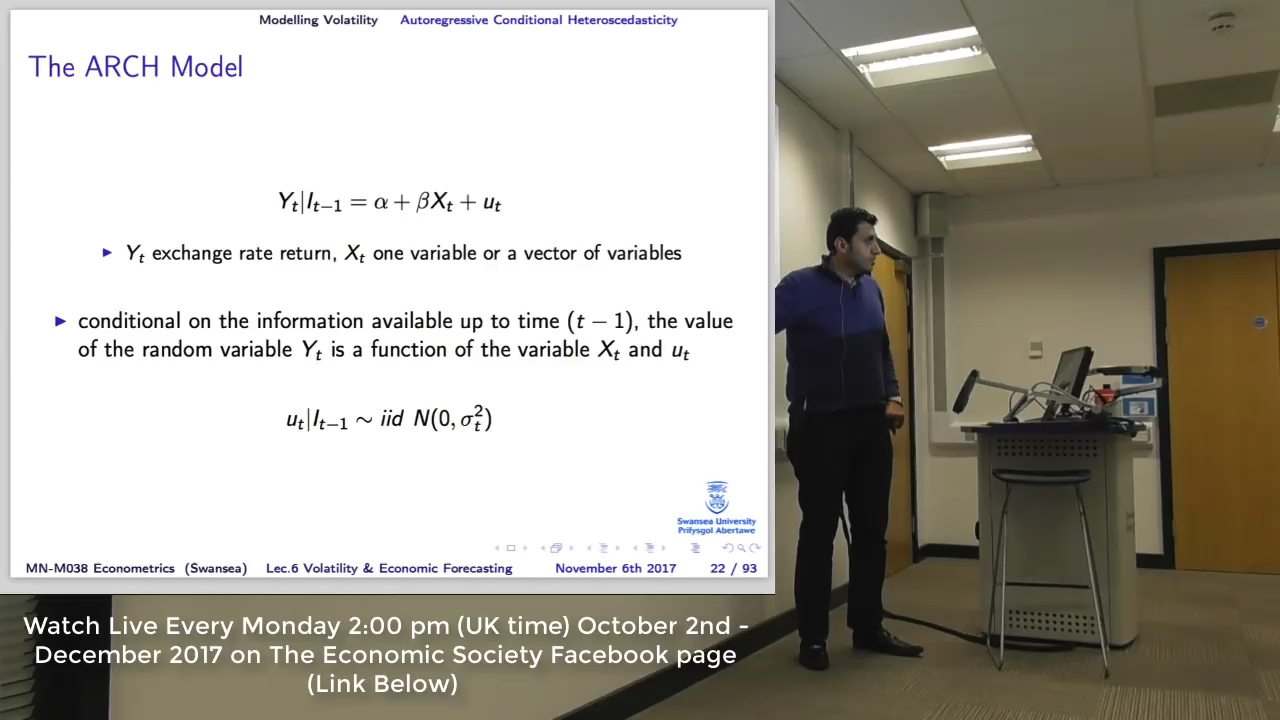 Modelling Volatility Autoregressive Conditional Heteroscedasticity
The ARCH Model
Y_t|I_{t−1} = α + βX_t + u_t
▶ Y_t exchange rate return, X_t one variable or a vector of variables
▶ conditional on the information available up to time (t − 1), the value
of the random variable Y_t is a function of the variable X_t and u_t
u_t|I_{t−1} ∼ iid N(0, σ_t^2)
Swansea University
Prifysgol Abertawe
MN-M038 Econometrics (Swansea) Lec.6 Volatility & Economic Forecasting November 6th 2017 22 / 93
Watch Live Every Monday 2:00 pm (UK time) October 2nd -
December 2017 on The Economic Society Facebook page
(Link Below)